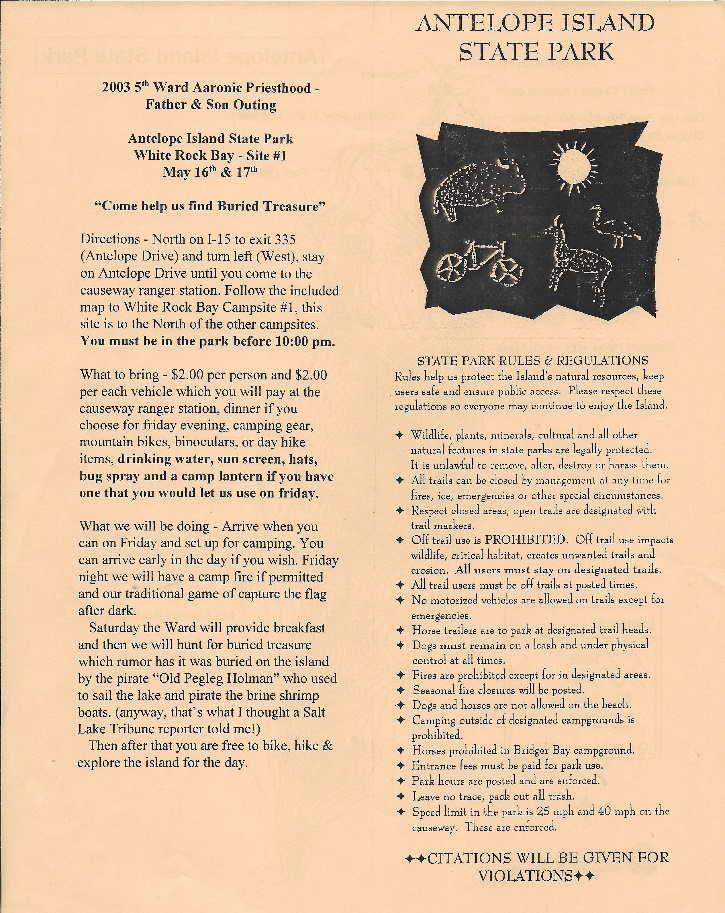 2003 5th Ward Aaronic Priesthood -
Father & Son Outing
Antelope Island State Park
White Rock Bay - Site #1
May 16th & 17th
“Come help us find Buried Treasure”
Directions - North on I-15 to exit 335
(Antelope Drive) and turn left (West), stay
on Antelope Drive until you come to the
causeway ranger station. Follow the included
map to White Rock Bay Campsite #1, this
site is to the North of the other campsites.
You must be in the park before 10:00 pm.
What to bring - $2.00 per person and $2.00
per each vehicle which you will pay at the
causeway ranger station, dinner if you
choose for friday evening, camping gear,
mountain bikes, binoculars, or day hike
items, drinking water, sun screen, hats,
bug spray and a camp lantern if you have
one that you would let us use on friday.
What we will be doing - Arrive when you
can on Friday and set up for camping. You
can arrive early in the day if you wish. Friday
night we will have a camp fire if permitted
and our traditional game of capture the flag
after dark.
Saturday the Ward will provide breakfast
and then we will hunt for buried treasure
which rumor has it was buried on the island
by the pirate “Old Pegleg Holman” who used
to sail the lake and pirate the brine shrimp
boats. (anyway, that's what I thought a Salt
Lake Tribune reporter told me!)
Then after that you are free to bike, hike &
explore the island for the day.
ANTELOPE ISLAND
STATE PARK
STATE PARK RULES & REGULATIONS
Rules help us protect the Island's natural resources, keep
users safe and ensure public access. Please respect these
regulations so everyone may continue to enjoy the Island.
✦ Wildlife, plants, minerals, cultural and all other
natural features in state parks are legally protected.
It is unlawful to remove, alter, destroy or harass them.
✦ All trails can be closed by management at any time for
fires, ice, emergencies or other special circumstances.
✦ Respect closed areas, open trails are designated with
trail markers.
✦ Off trail use is PROHIBITED. Off trail use impacts
wildlife, critical habitat, creates unwanted trails and
erosion. All users must stay on designated trails.
✦ All trail users must be off trails at posted times.
✦ No motorized vehicles are allowed on trails except for
emergencies.
✦ Horse trailers are to park at designated trail heads.
✦ Dogs must remain on a leash and under physical
control at all times.
✦ Fires are prohibited except for in designated areas.
✦ Seasonal fire closures will be posted.
✦ Dogs and horses are not allowed on the beach.
✦ Camping outside of designated campgrounds is
prohibited.
✦ Horses prohibited in Bridger Bay campground.
✦ Entrance fees must be paid for park use.
✦ Park hours are posted and are enforced.
✦ Leave no trace, pack out all trash.
✦ Speed limit in the park is 25 mph and 40 mph on the
causeway. These are enforced.
✦✦CITATIONS WILL BE GIVEN FOR
VIOLATIONS✦✦